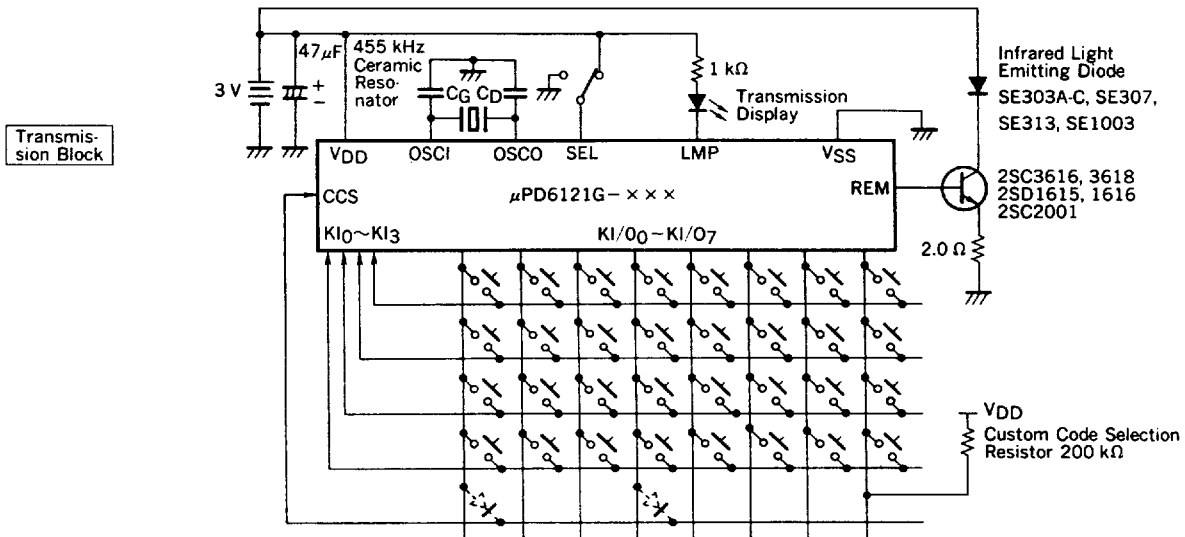 47μF
455 kHz
Ceramic
Reso-
nator
3 V
+
−
CG CD
1 kΩ
Transmission
Display
Infrared Light
Emitting Diode
SE303A-C, SE307,
SE313, SE1003
Transmis-
sion Block
VDD OSCI OSCO SEL LMP VSS
CCS
μPD6121G-×××
REM
KI0~KI3
KI/O0~KI/O7
2SC3616, 3618
2SD1615, 1616
2SC2001
2.0 Ω
VDD
Custom Code Selection
Resistor 200 kΩ